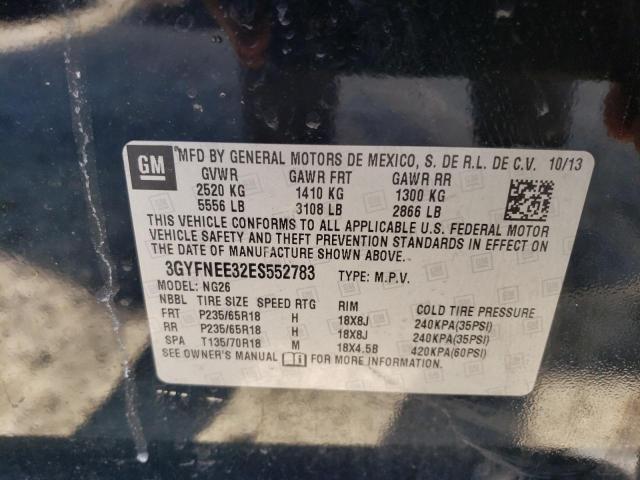 GM *MFD BY GENERAL MOTORS DE MEXICO, S. DE R.L. DE C.V. 10/13
GVWR GAWR FRT GAWR RR
2520 KG 1410 KG 1300 KG
5556 LB 3108 LB 2866 LB
THIS VEHICLE CONFORMS TO ALL APPLICABLE U.S. FEDERAL MOTOR
VEHICLE SAFETY AND THEFT PREVENTION STANDARDS IN EFFECT ON
THE DATE OF MANUFACTURE SHOWN ABOVE.
3GYFNEE32ES552783 TYPE: M.P.V.
MODEL: NG26
NBBL TIRE SIZE SPEED RTG RIM COLD TIRE PRESSURE
FRT P235/65R18 H 18X8J 240KPA(35PSI)
RR P235/65R18 H 18X8J 240KPA(35PSI)
SPA T135/70R18 M 18X4.5B 420KPA(60PSI)
SEE OWNER'S MANUAL FOR MORE INFORMATION.